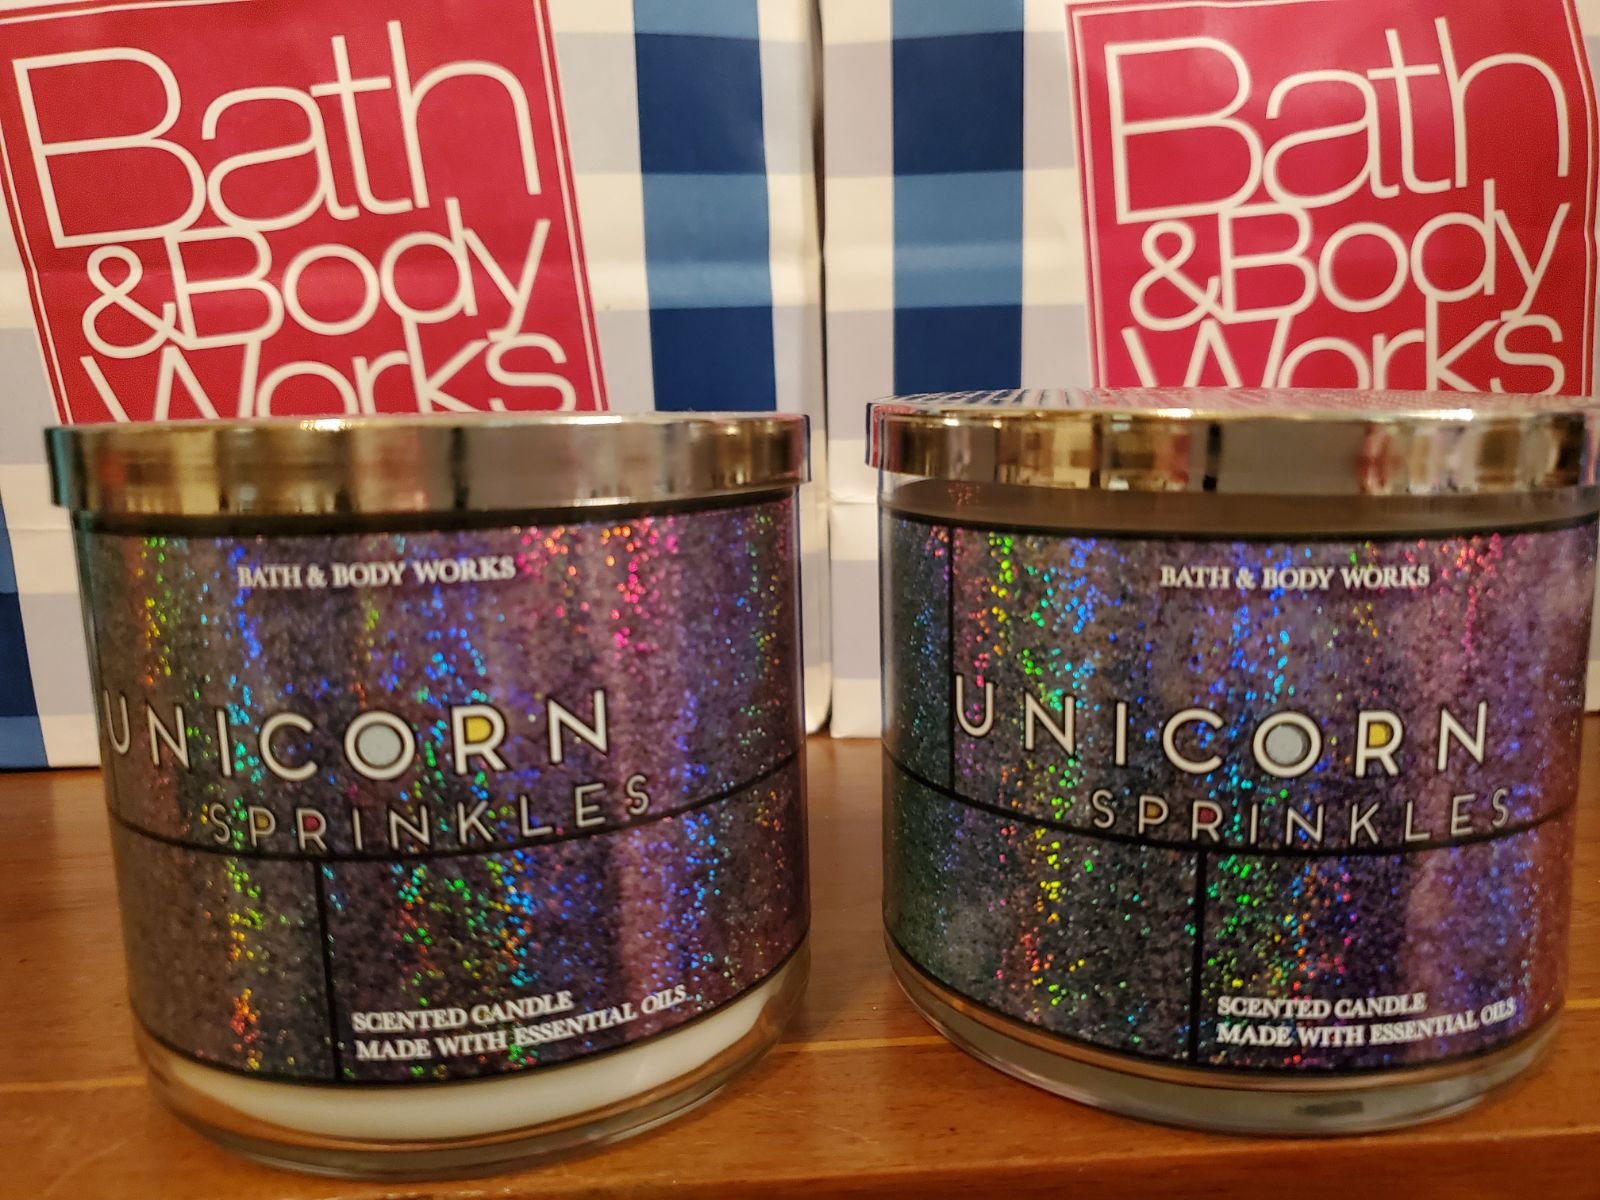 Bath
& Body
Works
Bath
& Body
Works
BATH & BODY WORKS
UNICORN
SPRINKLES
SCENTED CANDLE
MADE WITH ESSENTIAL OILS
BATH & BODY WORKS
UNICORN
SPRINKLES
SCENTED CANDLE
MADE WITH ESSENTIAL OILS